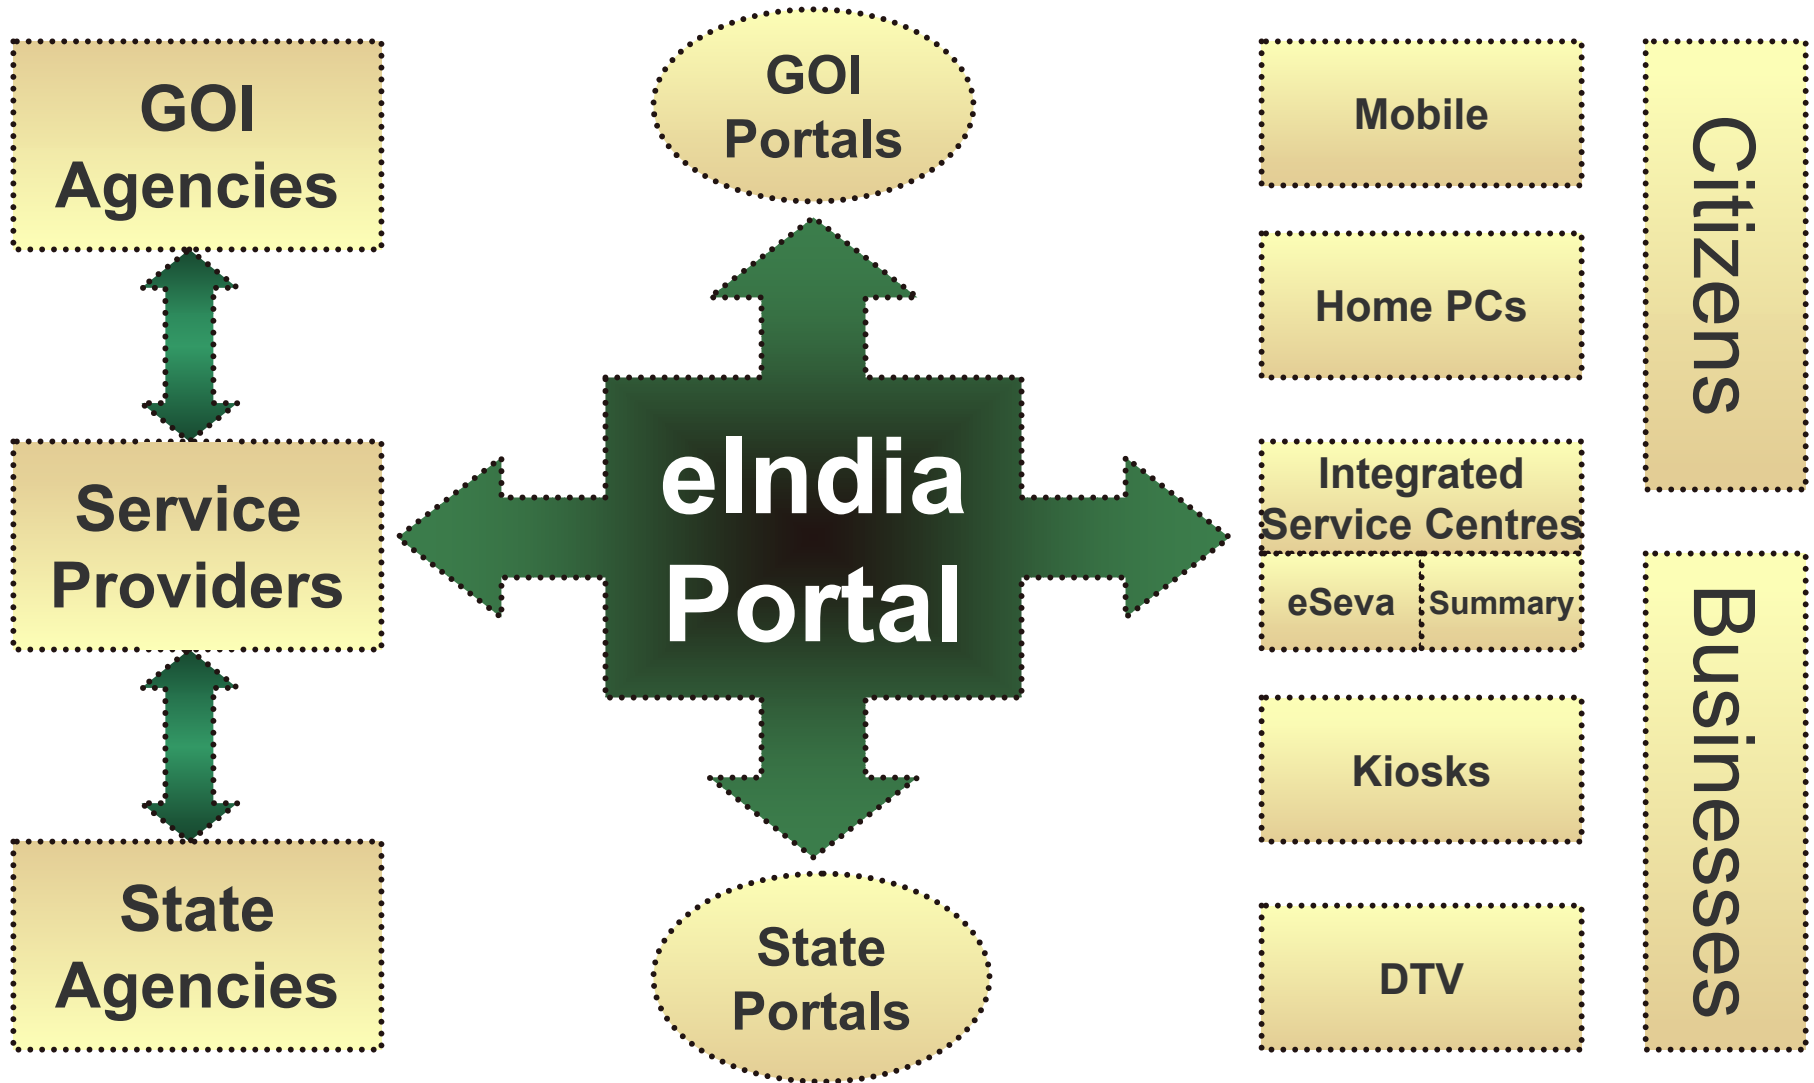 GOI
Agencies
Service
Providers
State
Agencies
GOI
Portals
eIndia
Portal
State
Portals
Mobile
Home PCs
Integrated
Service Centres
eSeva
Summary
Kiosks
DTV
Citizens
Businesses